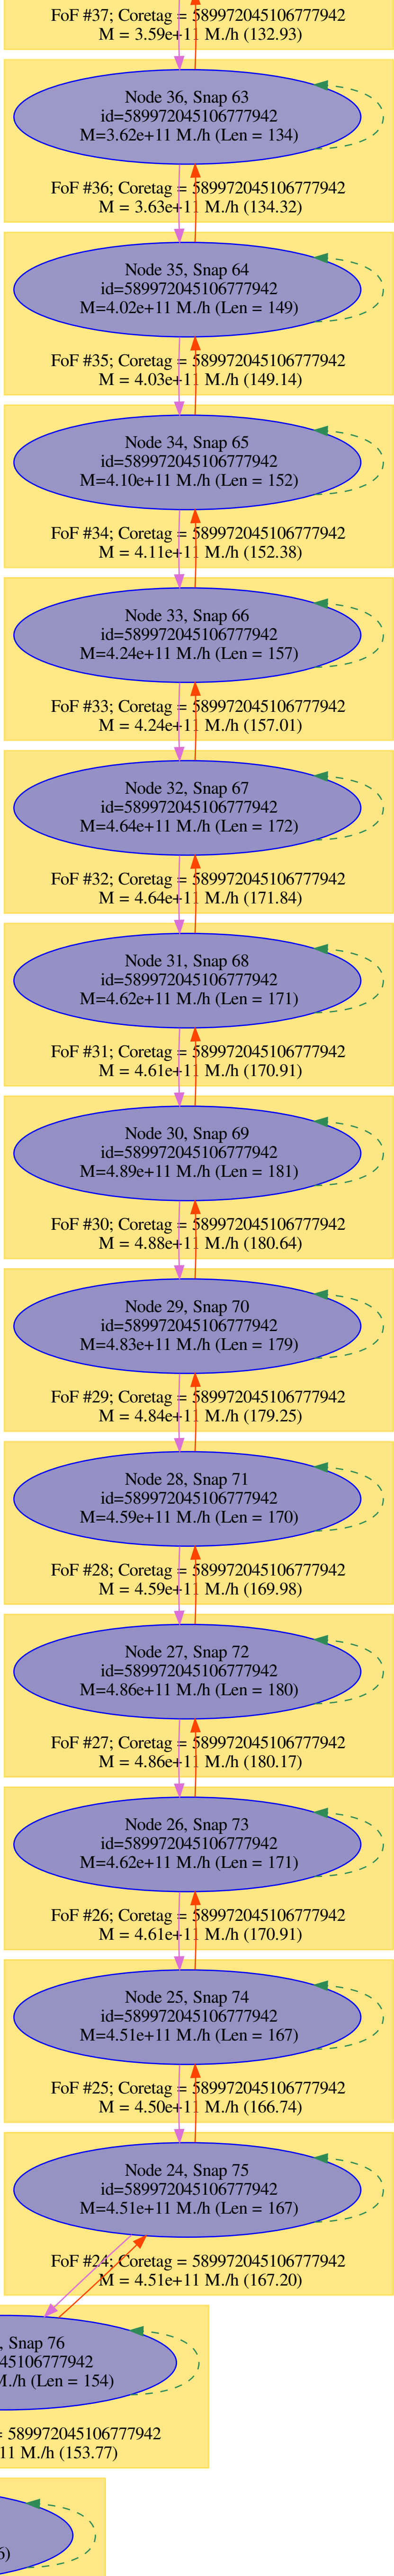 FoF #37; Coretag = 589972045106777942
M = 3.59e+11 M./h (132.93)
Node 36, Snap 63
id=589972045106777942
M=3.62e+11 M./h (Len = 134)
FoF #36; Coretag = 589972045106777942
M = 3.63e+11 M./h (134.32)
Node 35, Snap 64
id=589972045106777942
M=4.02e+11 M./h (Len = 149)
FoF #35; Coretag = 589972045106777942
M = 4.03e+11 M./h (149.14)
Node 34, Snap 65
id=589972045106777942
M=4.10e+11 M./h (Len = 152)
FoF #34; Coretag = 589972045106777942
M = 4.11e+11 M./h (152.38)
Node 33, Snap 66
id=589972045106777942
M=4.24e+11 M./h (Len = 157)
FoF #33; Coretag = 589972045106777942
M = 4.24e+11 M./h (157.01)
Node 32, Snap 67
id=589972045106777942
M=4.64e+11 M./h (Len = 172)
FoF #32; Coretag = 589972045106777942
M = 4.64e+11 M./h (171.84)
Node 31, Snap 68
id=589972045106777942
M=4.62e+11 M./h (Len = 171)
FoF #31; Coretag = 589972045106777942
M = 4.61e+11 M./h (170.91)
Node 30, Snap 69
id=589972045106777942
M=4.89e+11 M./h (Len = 181)
FoF #30; Coretag = 589972045106777942
M = 4.88e+11 M./h (180.64)
Node 29, Snap 70
id=589972045106777942
M=4.83e+11 M./h (Len = 179)
FoF #29; Coretag = 589972045106777942
M = 4.84e+11 M./h (179.25)
Node 28, Snap 71
id=589972045106777942
M=4.59e+11 M./h (Len = 170)
FoF #28; Coretag = 589972045106777942
M = 4.59e+11 M./h (169.98)
Node 27, Snap 72
id=589972045106777942
M=4.86e+11 M./h (Len = 180)
FoF #27; Coretag = 589972045106777942
M = 4.86e+11 M./h (180.17)
Node 26, Snap 73
id=589972045106777942
M=4.62e+11 M./h (Len = 171)
FoF #26; Coretag = 589972045106777942
M = 4.61e+11 M./h (170.91)
Node 25, Snap 74
id=589972045106777942
M=4.51e+11 M./h (Len = 167)
FoF #25; Coretag = 589972045106777942
M = 4.50e+11 M./h (166.74)
Node 24, Snap 75
id=589972045106777942
M=4.51e+11 M./h (Len = 167)
FoF #24; Coretag = 589972045106777942
M = 4.51e+11 M./h (167.20)
, Snap 76
45106777942
M./h (Len = 154)
= 589972045106777942
11 M./h (153.77)
6)